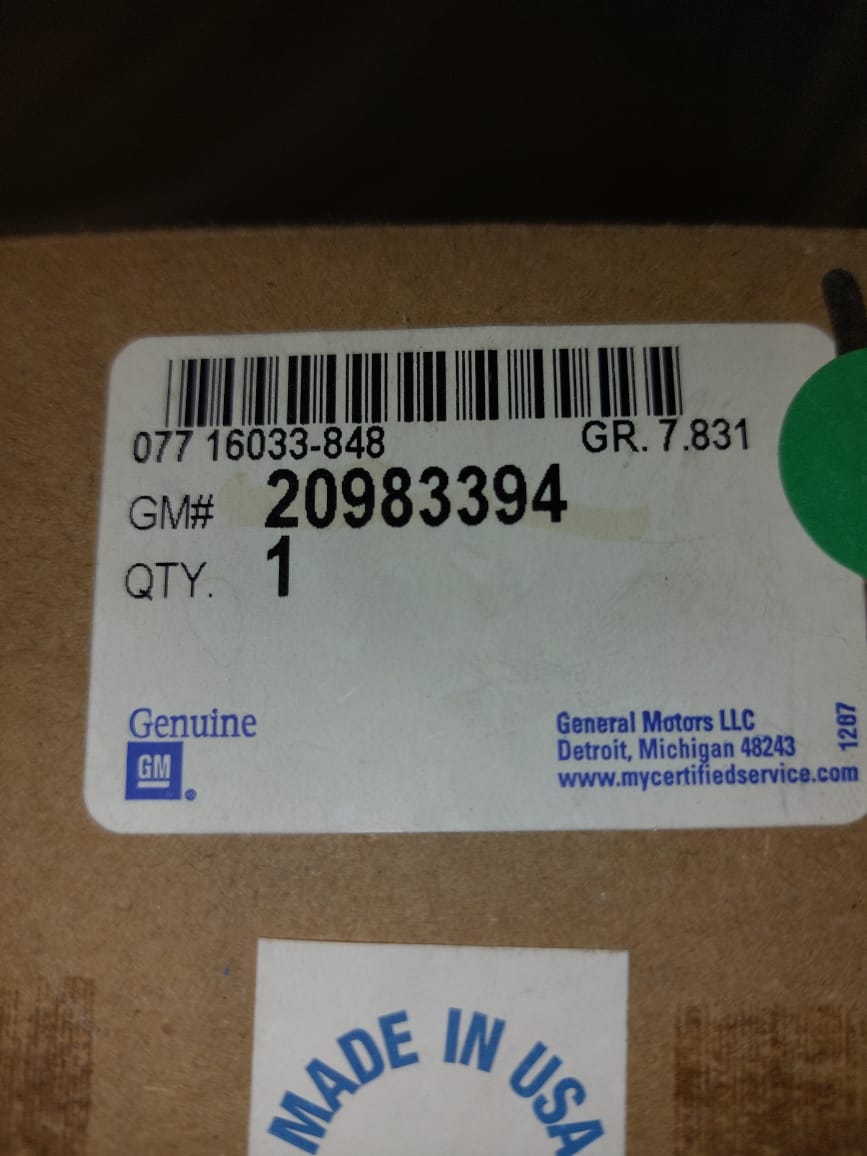 077 16033-848 GR. 7.831
GM# 20983394
QTY. 1
Genuine
GM
®
General Motors LLC
Detroit, Michigan 48243
www.mycertifiedservice.com
1207
MADE IN USA